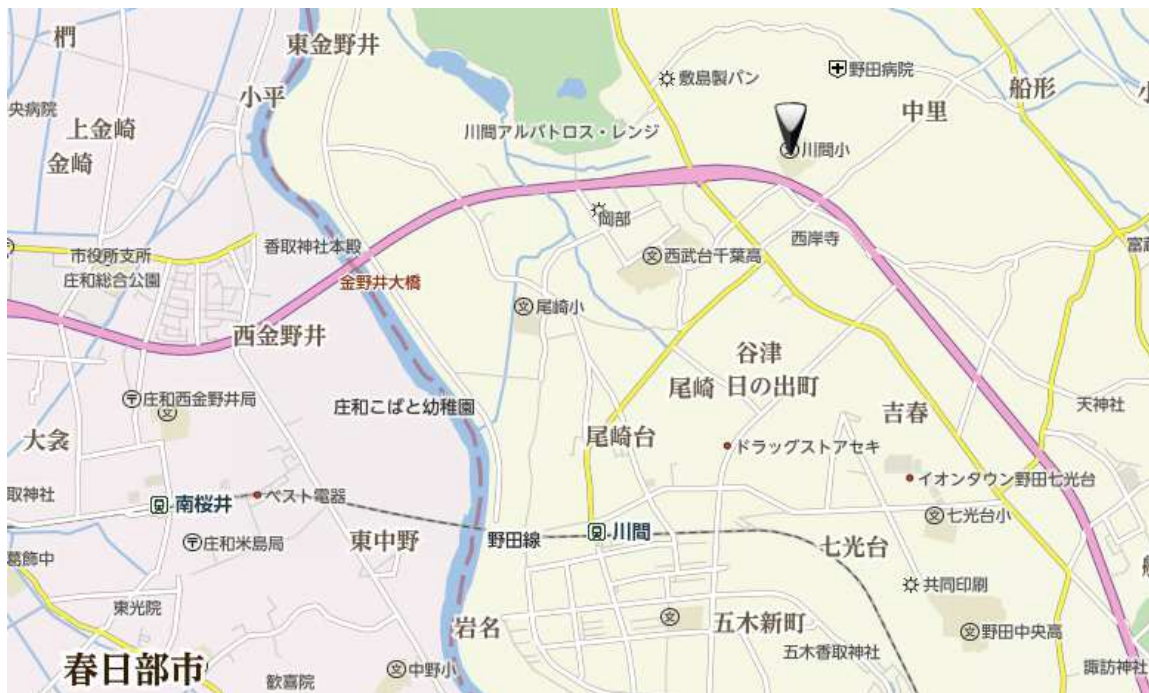 東金野井
椚
小平
央病院
上金崎
金崎
敷島製パン
野田病院
船形
中里
川間アルバトロス・レンジ
川間小
岡部
西岸寺
西武台千葉高
市役所支所
庄和総合公園
香取神社本殿
金野井大橋
尾崎小
西金野井
谷津
尾崎
日の出町
庄和西金野井局
庄和こばと幼稚園
天神社
吉春
大衾
尾崎台
ドラッグストアセキ
イオンタウン野田七光台
取神社
南桜井
ベスト電器
七光台小
野田線
川間
庄和米島局
東中野
七光台
葛飾中
共同印刷
東光院
岩名
五木新町
野田中央高
五木香取神社
春日部市
歓喜院
中野小
諏訪神社